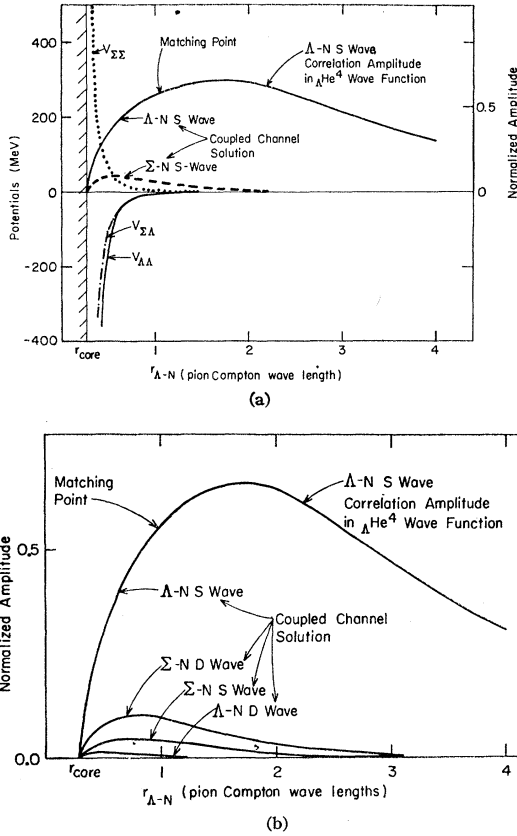 500
V_ΣΣ
Matching Point
Λ-N S Wave
Correlation Amplitude
in _ΛHe⁴ Wave Function
400
200
0
-200
-400
Potentials (MeV)
Λ-N S Wave
Coupled Channel
Solution
Σ-N S-Wave
V_ΣΛ
V_ΛΛ
0.5
0
Normalized Amplitude
r_core
1
2
3
4
r_Λ-N (pion Compton wave length)
(a)
Matching
Point
Λ-N S Wave
Correlation Amplitude
in _ΛHe⁴ Wave Function
0.5
0.0
Normalized Amplitude
Λ-N S Wave
Coupled Channel
Solution
Σ-N D Wave
Σ-N S Wave
Λ-N D Wave
r_core
1
2
3
4
r_Λ-N (pion Compton wave lengths)
(b)